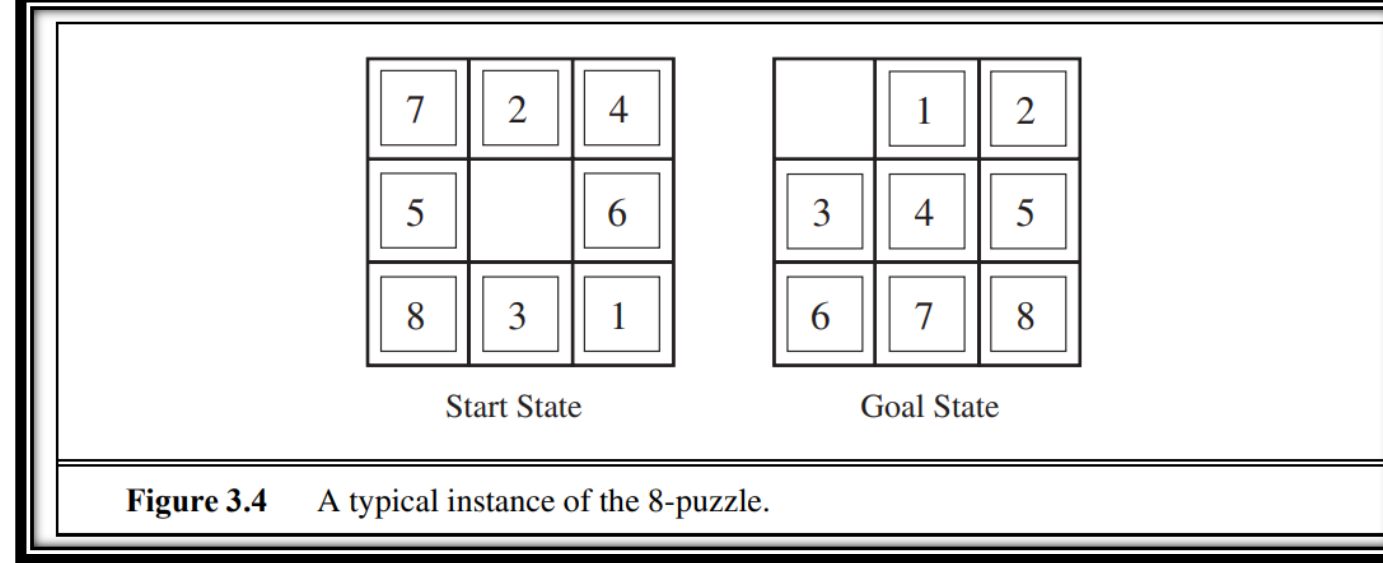 7 2 4 1 2
5 6 3 4 5
8 3 1 6 7 8
Start State Goal State
Figure 3.4 A typical instance of the 8-puzzle.